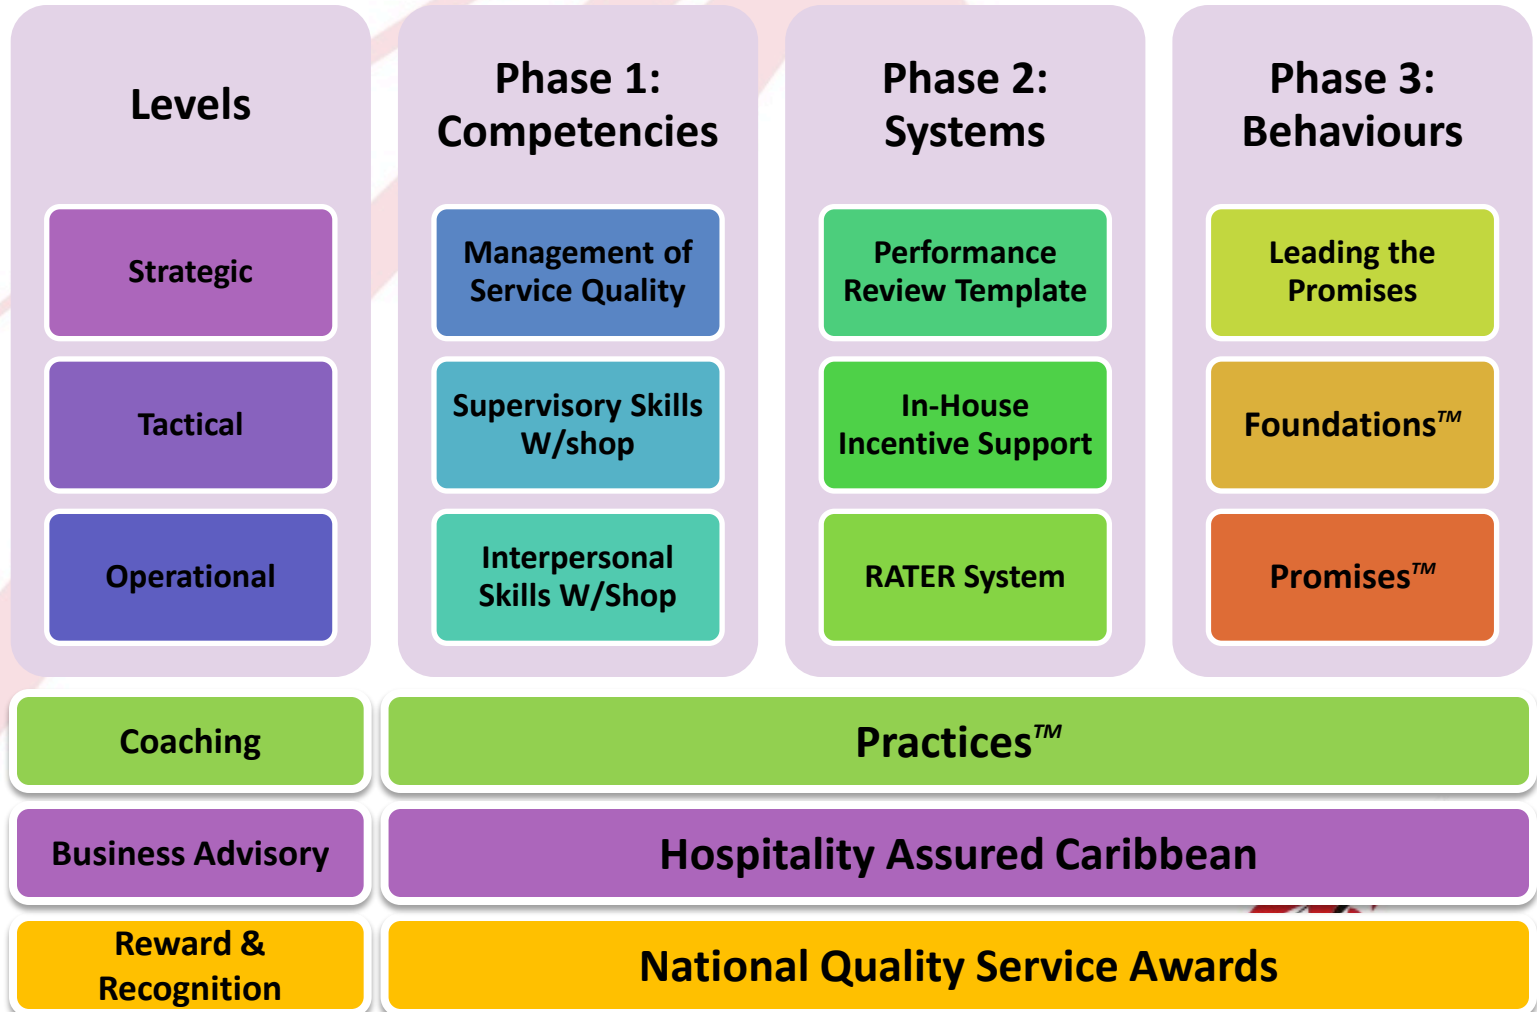 Levels
Phase 1:
Competencies
Phase 2:
Systems
Phase 3:
Behaviours
Strategic
Management of
Service Quality
Performance
Review Template
Leading the
Promises
Tactical
Supervisory Skills
W/shop
In-House
Incentive Support
Foundations™
Operational
Interpersonal
Skills W/Shop
RATER System
Promises™
Coaching
Practices™
Business Advisory
Hospitality Assured Caribbean
Reward &
Recognition
National Quality Service Awards